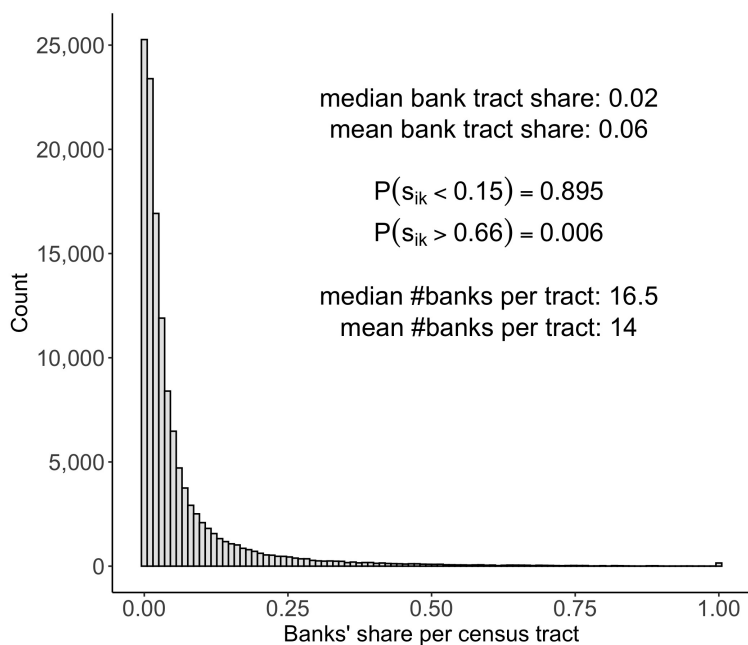 25,000
20,000
15,000
10,000
5,000
0
Count
median bank tract share: 0.02
mean bank tract share: 0.06
P(sik < 0.15) = 0.895
P(sik > 0.66) = 0.006
median #banks per tract: 16.5
mean #banks per tract: 14
0.00 0.25 0.50 0.75 1.00
Banks' share per census tract